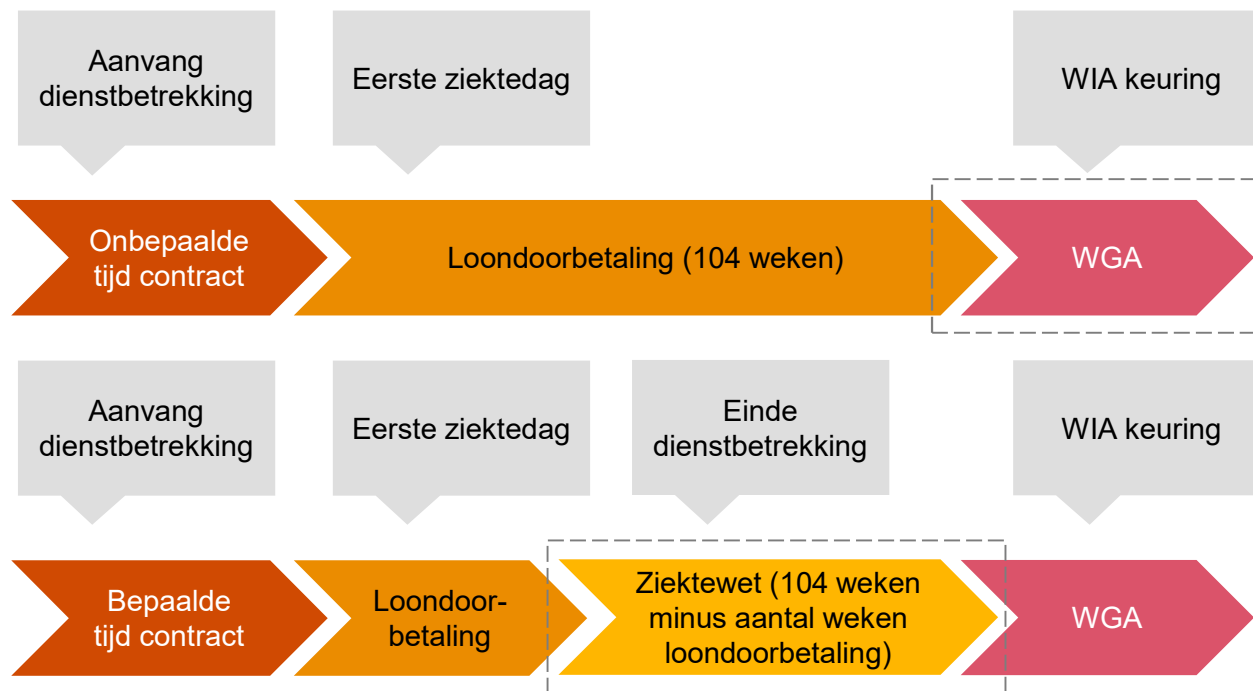 Aanvang
dienstbetrekking
Eerste ziektedag
WIA keuring
Onbepaalde
tijd contract
Loondoorbetaling (104 weken)
WGA
Aanvang
dienstbetrekking
Eerste ziektedag
Einde
dienstbetrekking
WIA keuring
Bepaalde
tijd contract
Loondoor-
betaling
Ziektewet (104 weken
minus aantal weken
loondoorbetaling)
WGA